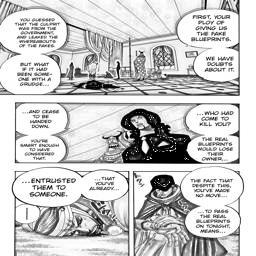 FIRST, YOUR
PLOY OF
GIVING US
THE FAKE
BLUEPRINTS.
WE HAVE
DOUBTS
ABOUT IT.
YOU GUESSED
THAT THE CULPRIT
WAS FROM THE
GOVERNMENT,
AND LEAKED THE
WHEREABOUTS
OF THE FAKES.
BUT WHAT
IF IT HAD
BEEN SOME-
ONE WITH A
GRUDGE...
...WHO HAD
COME TO
KILL YOU?
THE REAL
BLUEPRINTS
WOULD LOSE
THEIR
OWNER...
...AND CEASE
TO BE
HANDED
DOWN.
YOU'RE
SMART ENOUGH
TO HAVE
CONSIDERED
THAT.
THE FACT THAT
DESPITE THIS,
YOU'VE MADE
NO MOVE...
...TO PASS
THE REAL
BLUEPRINTS
ON TONIGHT,
MEANS...
...THAT
YOU'VE
ALREADY...
...ENTRUSTED
THEM TO
SOMEONE.